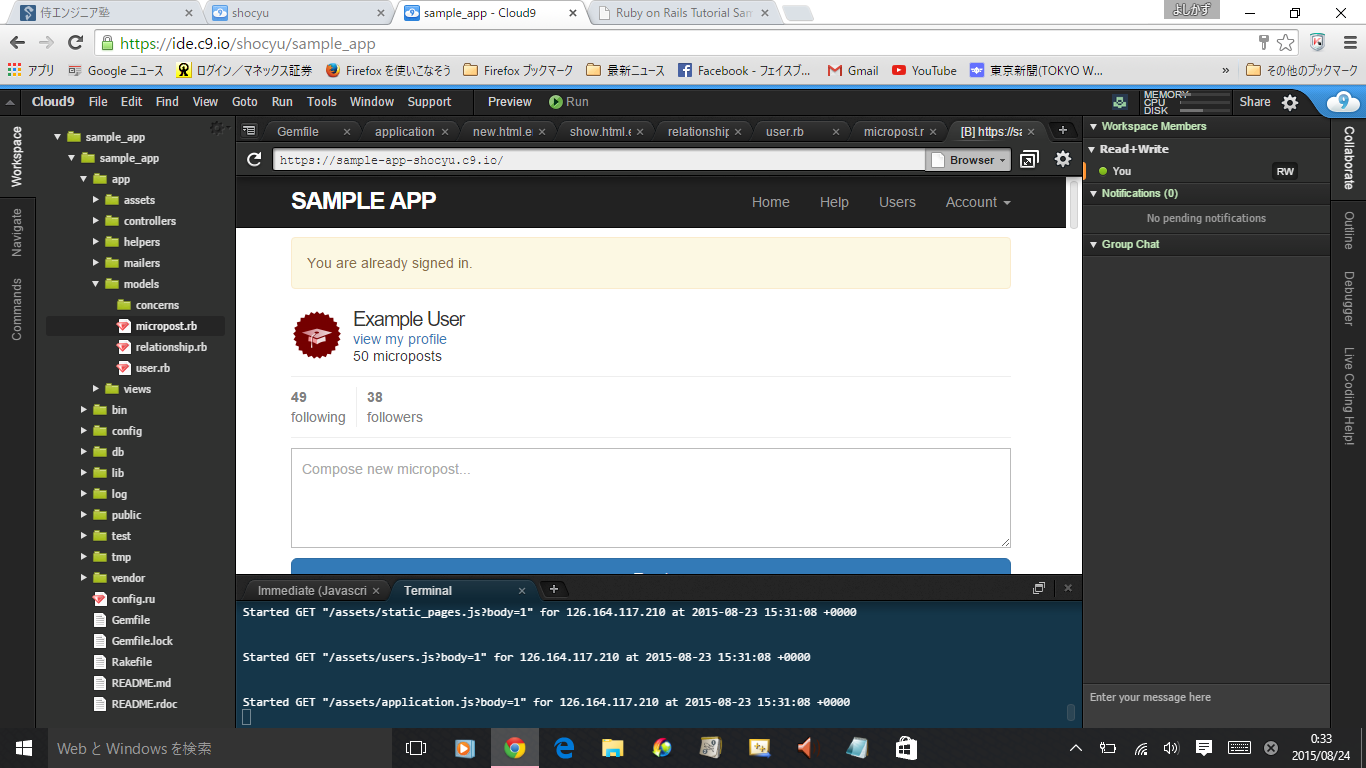 侍エンジニア塾
shocyu
sample_app - Cloud9
Ruby on Rails Tutorial Sam
よしかず
https://ide.c9.io/shocyu/sample_app
アプリ
Google ニュース
ログイン／マネックス証券
Firefox を使いこなそう
Firefox ブックマーク
最新ニュース
Facebook - フェイスブ...
Gmail
YouTube
東京新聞(TOKYO W...
»
その他のブックマーク
Cloud9 File Edit Find View Goto Run Tools Window Support Preview Run
MEMORY
CPU
DISK
Share
9
Workspace
Navigate
Commands
sample_app
sample_app
app
assets
controllers
helpers
mailers
models
concerns
micropost.rb
relationship.rb
user.rb
views
bin
config
db
lib
log
public
test
tmp
vendor
config.ru
Gemfile
Gemfile.lock
Rakefile
README.md
README.rdoc
Gemfile
application
new.html.e
show.html.e
relationship
user.rb
micropost.r
[B] https://sa
https://sample-app-shocyu.c9.io/
Browser
SAMPLE APP
Home Help Users Account
You are already signed in.
Example User
view my profile
50 microposts
49
following
38
followers
Compose new micropost...
Immediate (Javascri
Terminal
Started GET "/assets/static_pages.js?body=1" for 126.164.117.210 at 2015-08-23 15:31:08 +0000
Started GET "/assets/users.js?body=1" for 126.164.117.210 at 2015-08-23 15:31:08 +0000
Started GET "/assets/application.js?body=1" for 126.164.117.210 at 2015-08-23 15:31:08 +0000
Workspace Members
Read+Write
You
RW
Notifications (0)
No pending notifications
Group Chat
Enter your message here
Collaborate
Outline
Debugger
Live Coding Help!
Web と Windows を検索
0:33
2015/08/24